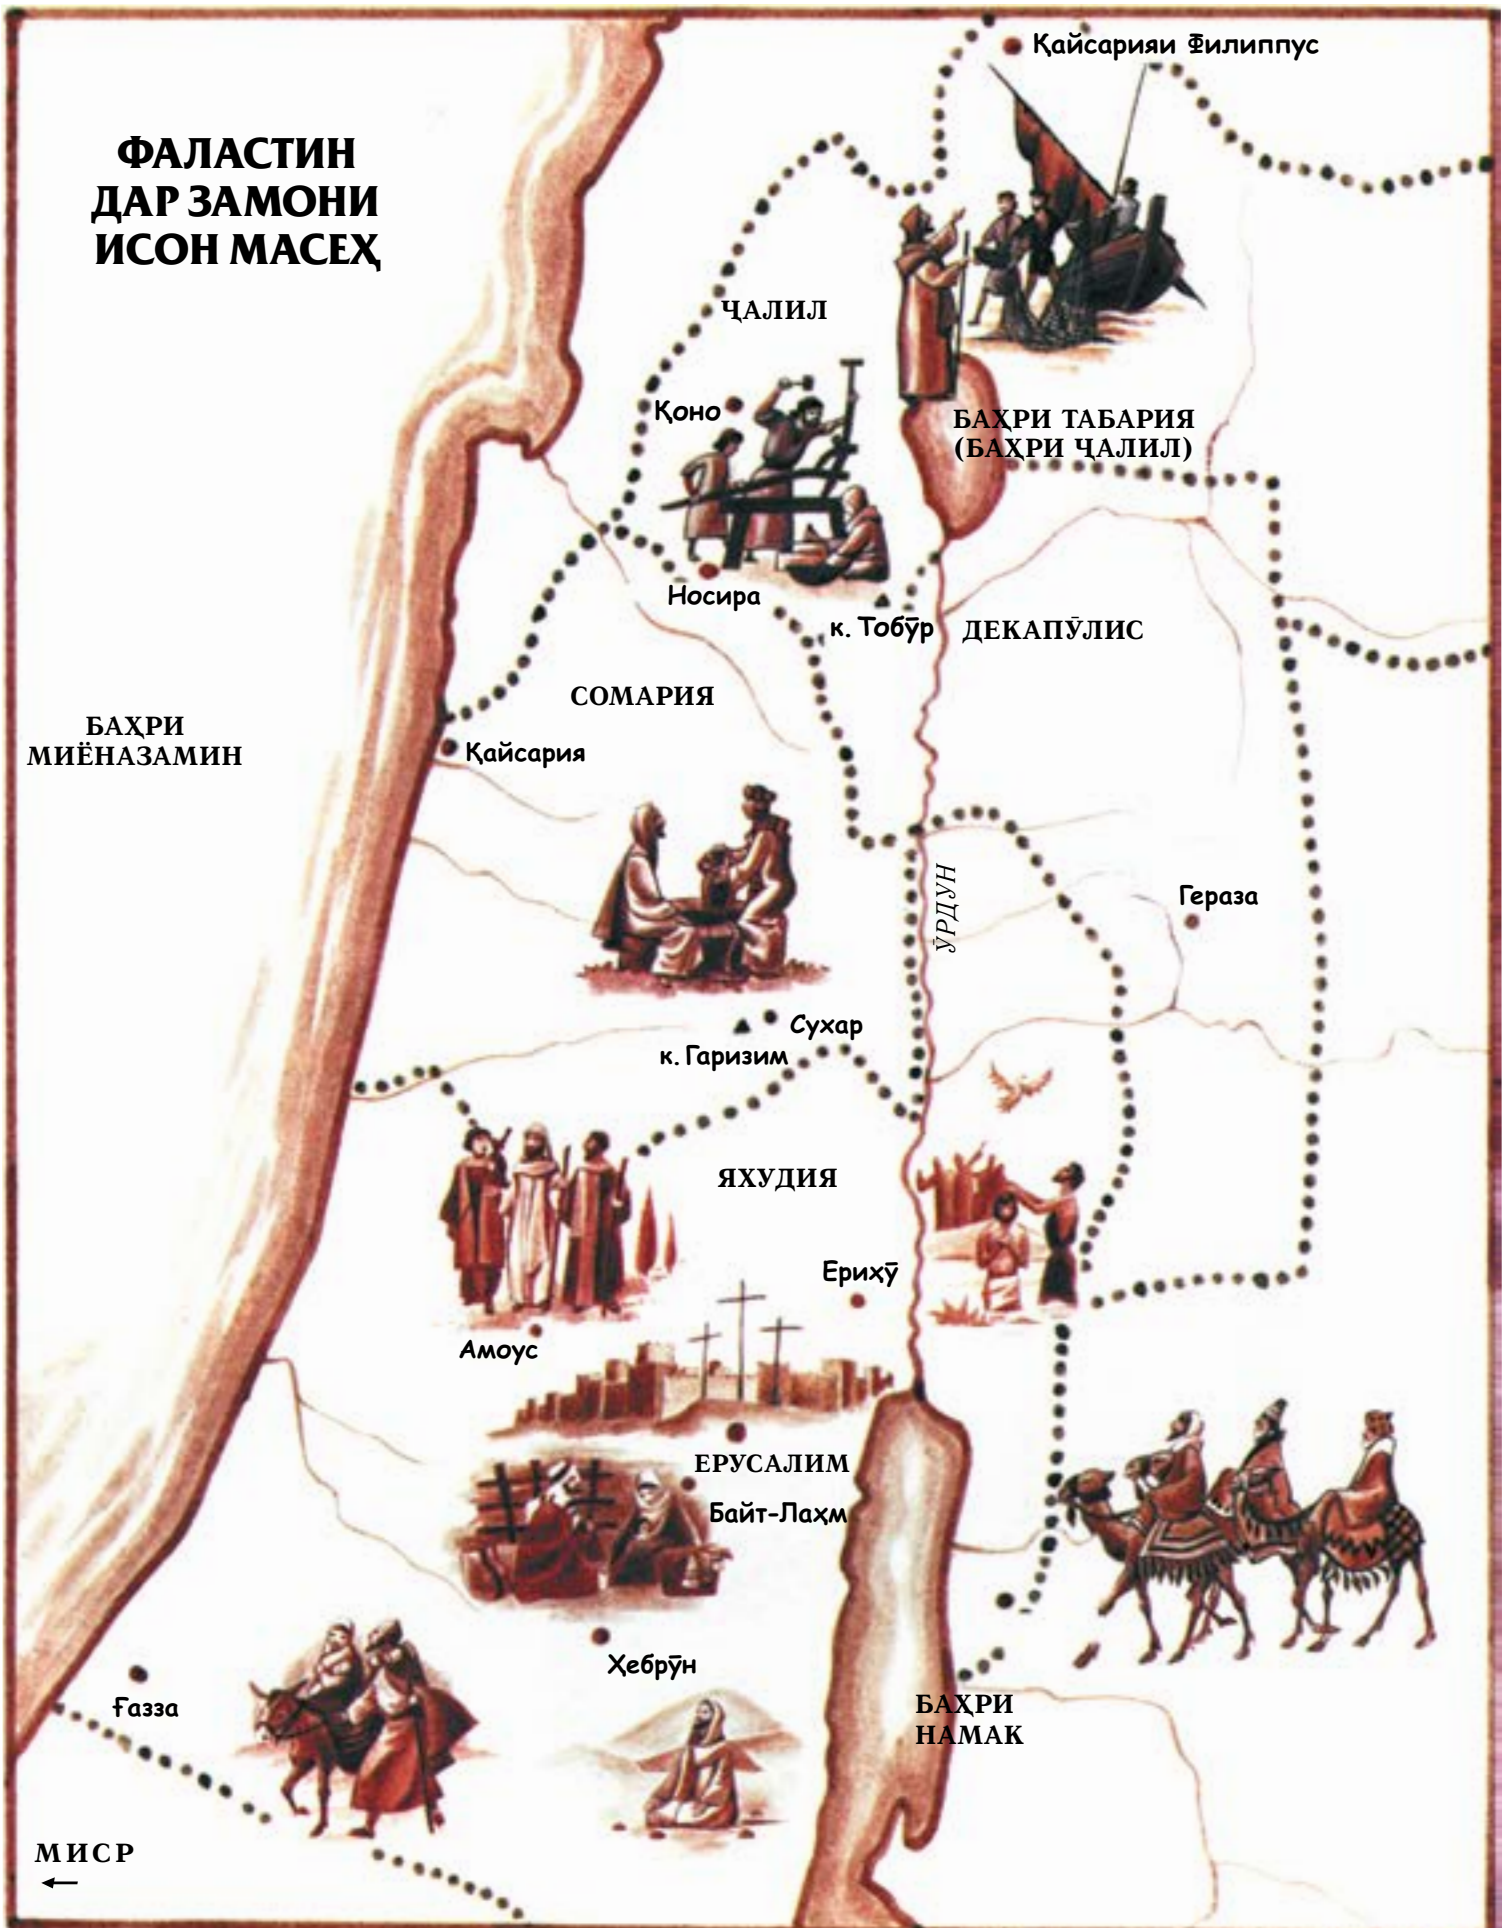 Қайсарияи Филиппус
ФАЛАСТИН
ДАР ЗАМОНИ
ИСОИ МАСЕҲ
ҶАЛИЛ
Қоно
БАҲРИ ТАБАРИЯ
(БАҲРИ ҶАЛИЛ)
Носира
к. Тобӯр
ДЕКАПӮЛИС
СОМАРИЯ
БАҲРИ
МИЁНАЗАМИН
Қайсария
ӮРДУН
Гераза
Сухар
к. Гаризим
ЯХУДИЯ
Ериҳӯ
Амоус
ЕРУСАЛИМ
Байт-Лаҳм
Ҳебрӯн
Ғазза
БАҲРИ
НАМАК
МИСР